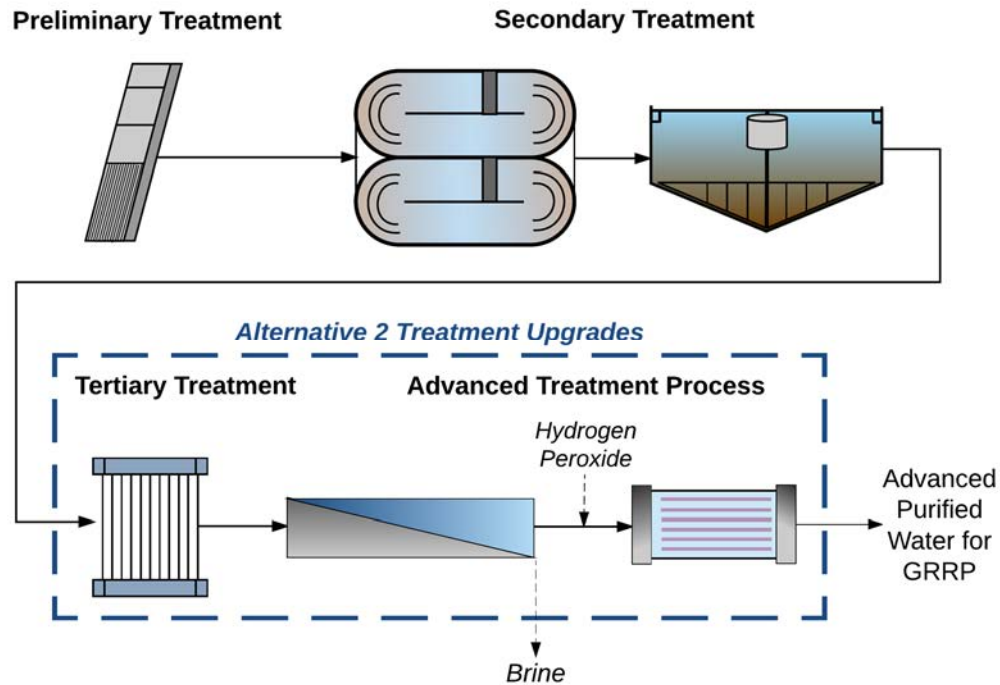 Preliminary Treatment
Secondary Treatment
Alternative 2 Treatment Upgrades
Tertiary Treatment
Advanced Treatment Process
Hydrogen
Peroxide
Advanced
Purified
Water for
GRRP
Brine